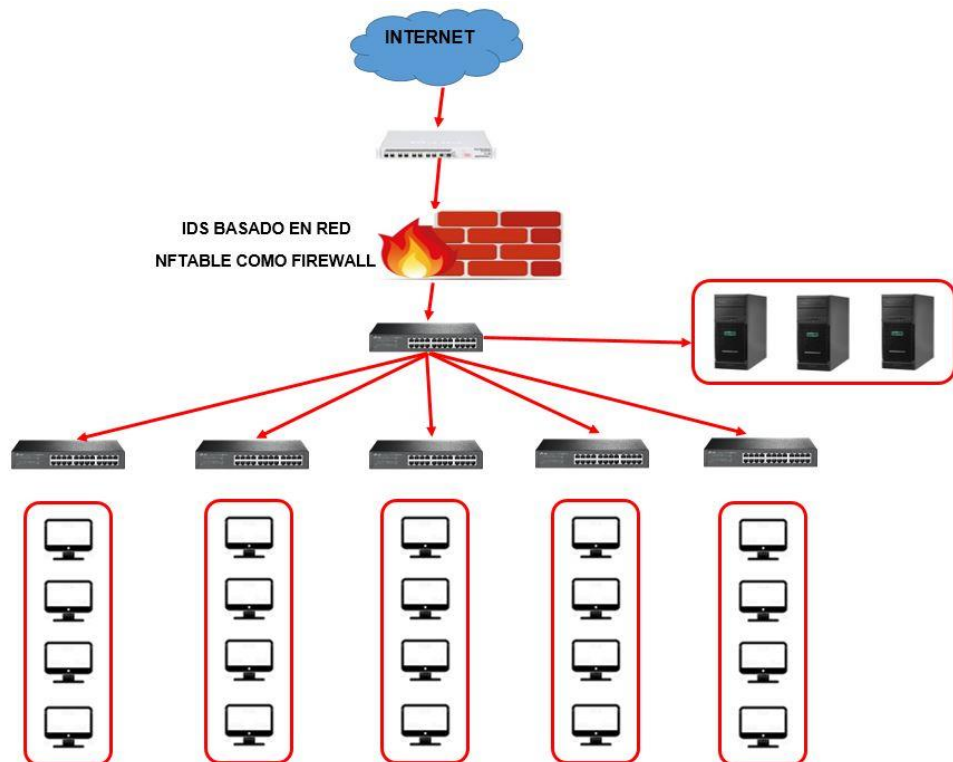 INTERNET
IDS BASADO EN RED
NFTABLE COMO FIREWALL